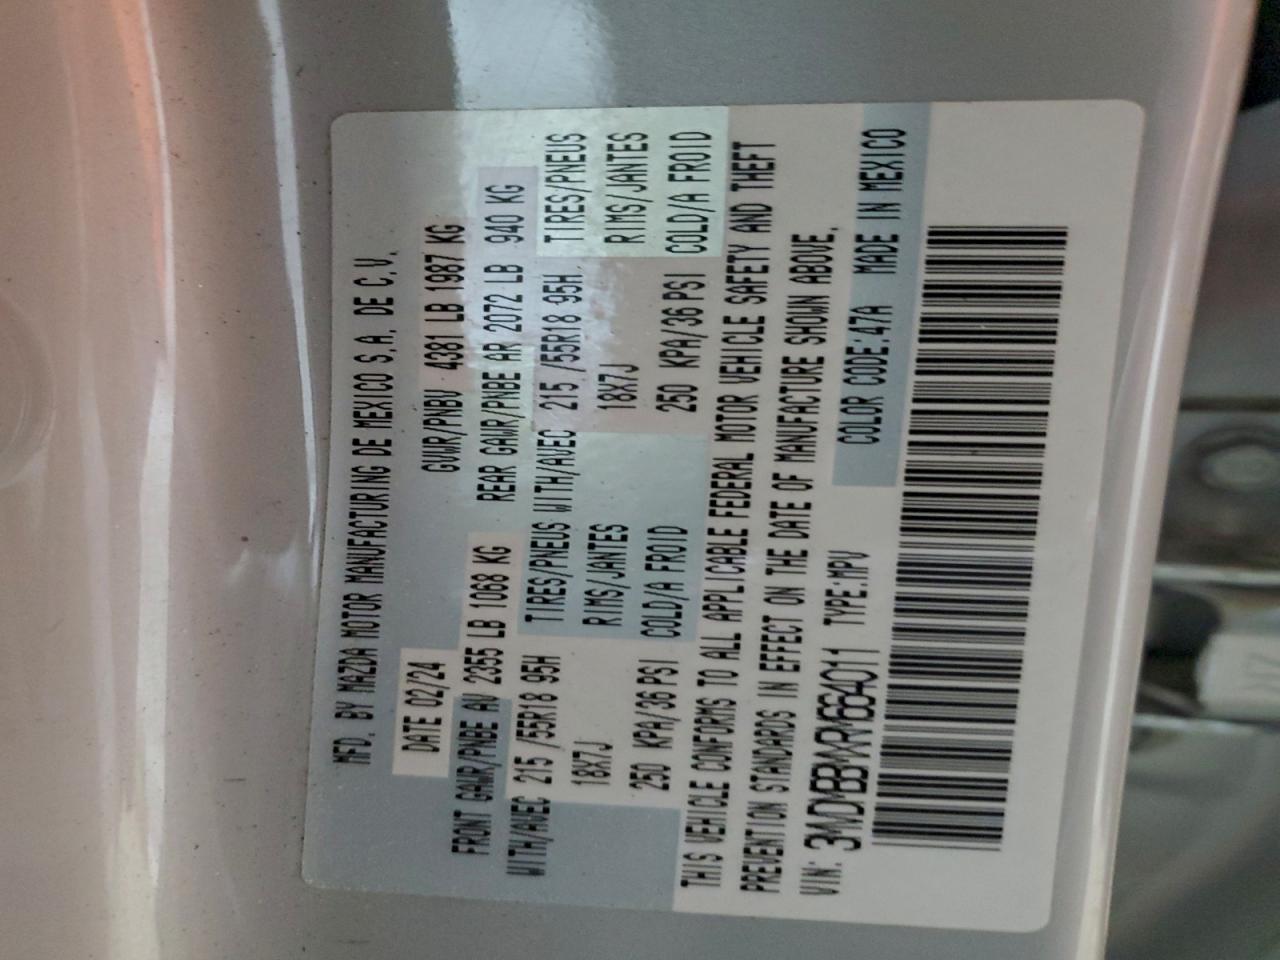 MFD. BY MAZDA MOTOR MANUFACTURING DE MEXICO S.A. DE C.V.
DATE 02/24 GVWR/PNBV 4381 LB 1987 KG
FRONT GAWR/PNBE AV 2355 LB 1068 KG REAR GAWR/PNBE AR 2072 LB 940 KG
WITH/AVEC 215 /55R18 95H TIRES/PNEUS WITH/AVEC 215 /55R18 95H TIRES/PNEUS
18X7J RIMS/JANTES 18X7J RIMS/JANTES
250 KPA/36 PSI COLD/A FROID 250 KPA/36 PSI COLD/A FROID
THIS VEHICLE CONFORMS TO ALL APPLICABLE FEDERAL MOTOR VEHICLE SAFETY AND THEFT
PREVENTION STANDARDS IN EFFECT ON THE DATE OF MANUFACTURE SHOWN ABOVE.
VIN: 3MVDMBBMXRM664011 TYPE:MPV COLOR CODE:47A MADE IN MEXICO